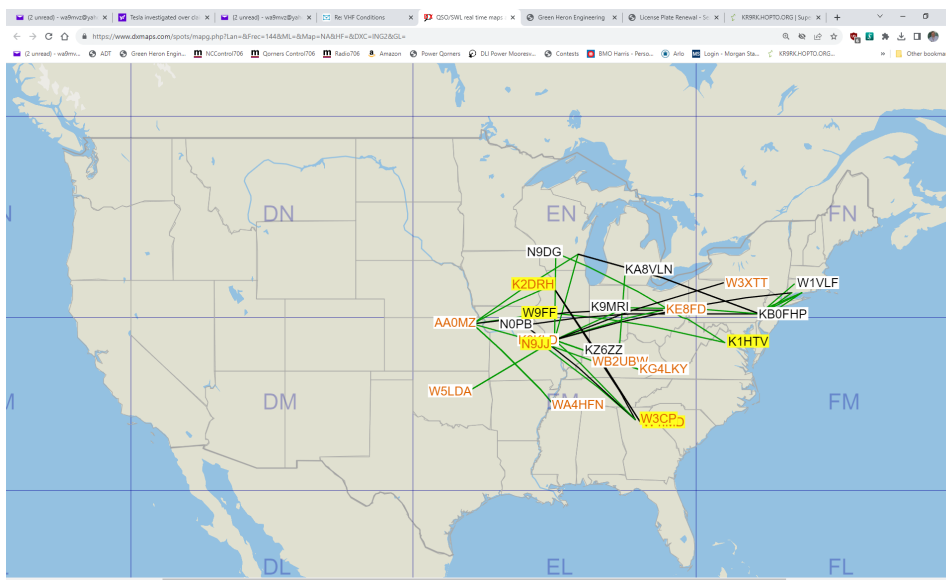 (2 unread) - wa9mvz@yah
Tesla investigated over clai
(2 unread) - wa9mvz@yah
Re: VHF Conditions
QSO/SWL real time maps
Green Heron Engineering
License Plate Renewal - Se
KR9RK.HOPTO.ORG | Sup
https://www.dxmaps.com/spots/mapg.php?Lan=&Frec=144&ML=&Map=NA&HF=&DXC=ING2&GL=
(2 unread) - wa9mv...
ADT
Green Heron Engin...
NCControl706
Qorners Control706
Radio706
Amazon
Power Qorners
DLI Power Mooresv...
Contests
BMO Harris - Perso...
Arlo
Login - Morgan Sta...
KR9RK.HOPTO.ORG...
Other bookma
DN
EN
FN
N9DG
KA8VLN
K2DRH
W3XTT
W1VLF
W9FF
K9MRI
KE8FD
KB0FHP
AA0MZ
N0PB
N9JJ
KZ6ZZ
K1HTV
WB2UBW
KG4LKY
W5LDA
WA4HFN
W3CP
M
DM
FM
DL
EL
FL